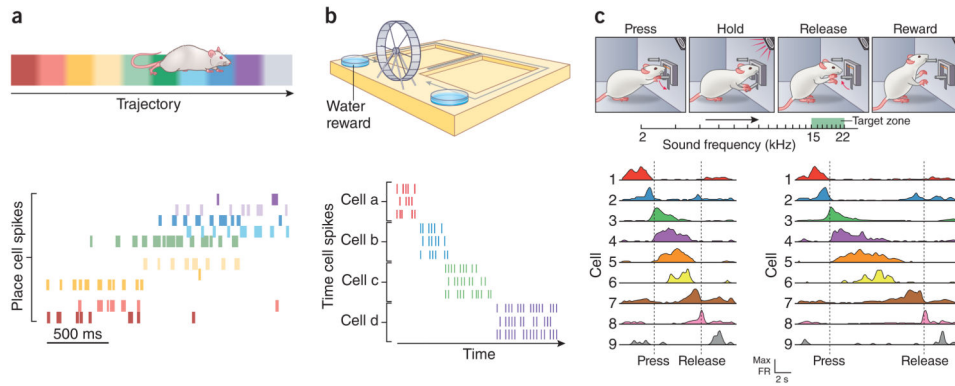 a
Trajectory
Place cell spikes
500 ms
b
Water
reward
Time cell spikes
Cell a
Cell b
Cell c
Cell d
Time
c
Press Hold Release Reward
Target zone
2 15 22
Sound frequency (kHz)
Cell
1
2
3
4
5
6
7
8
9
Press Release
Cell
1
2
3
4
5
6
7
8
9
Press Release
Max
FR
2 s